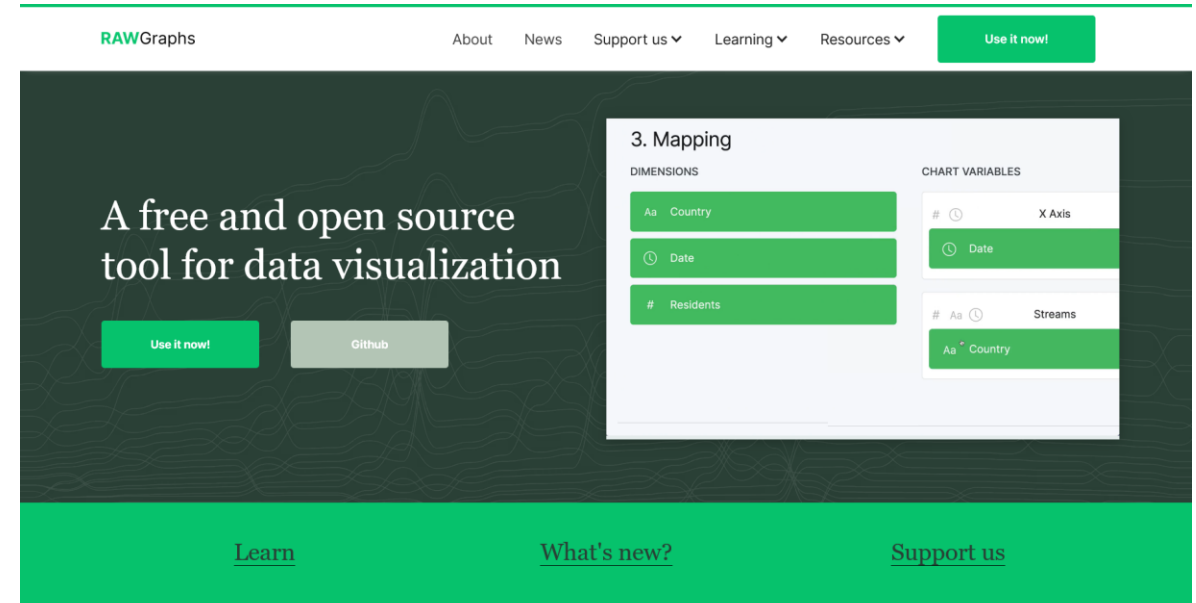 RAWGraphs About News Support us Learning Resources Use it now!
A free and open source
tool for data visualization
Use it now! Github
3. Mapping
DIMENSIONS CHART VARIABLES
Aa Country
Date
# Residents
# X Axis
Date
# Aa Streams
Aa Country
Learn What's new? Support us